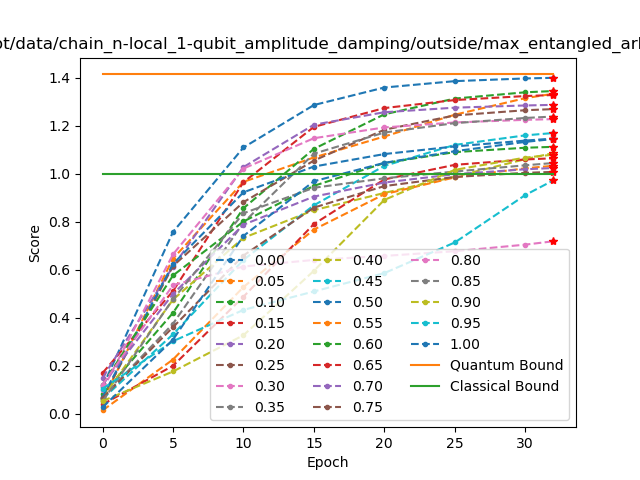 ot/data/chain_n-local_1-qubit_amplitude_damping/outside/max_entangled_arl
Score
1.4
1.2
1.0
0.8
0.6
0.4
0.2
0.0
0 5 10 15 20 25 30
Epoch
0.00 0.40 0.80
0.05 0.45 0.85
0.10 0.50 0.90
0.15 0.55 0.95
0.20 0.60 1.00
0.25 0.65 Quantum Bound
0.30 0.70 Classical Bound
0.35 0.75